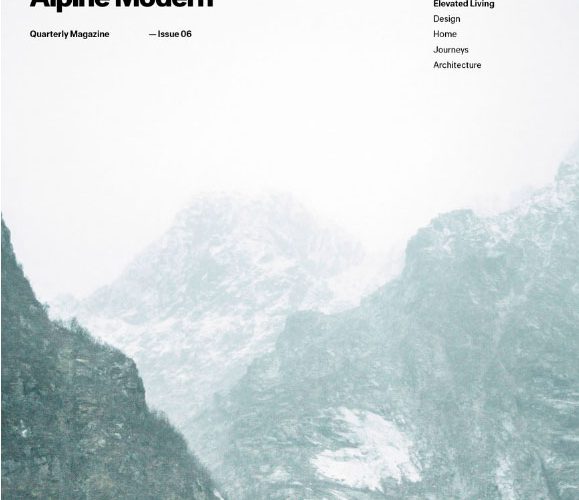 Alpine Modern
Quarterly Magazine — Issue 06
Elevated Living
Design
Home
Journeys
Architecture